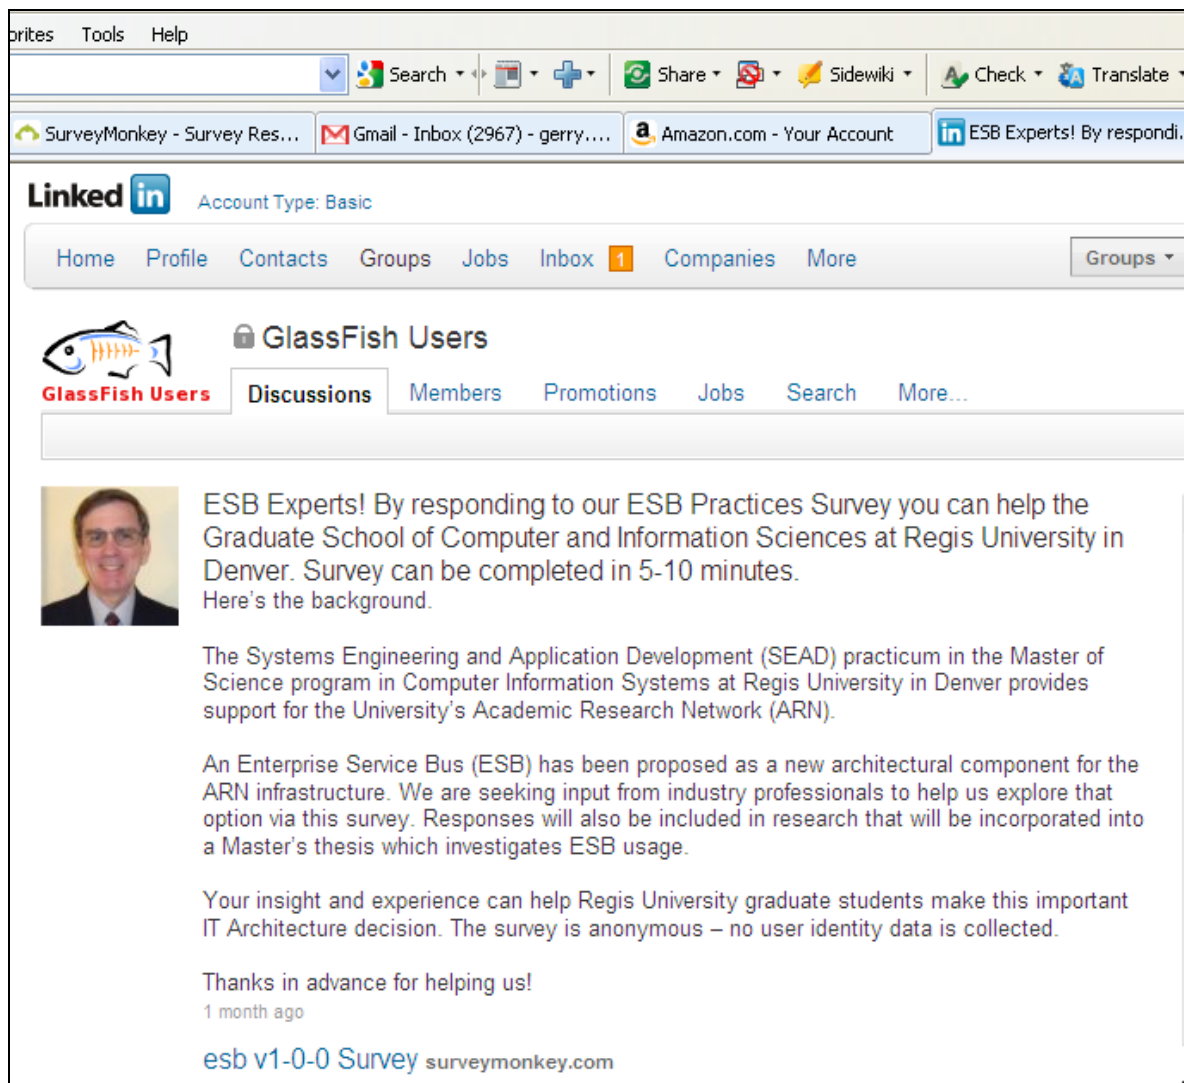 orites Tools Help
Search Share Sidewiki Check Translate
SurveyMonkey - Survey Res... Gmail - Inbox (2967) - gerry.... Amazon.com - Your Account ESB Experts! By respondi.
Linked in Account Type: Basic
Home Profile Contacts Groups Jobs Inbox 1 Companies More Groups
GlassFish Users
GlassFish Users Discussions Members Promotions Jobs Search More...
ESB Experts! By responding to our ESB Practices Survey you can help the
Graduate School of Computer and Information Sciences at Regis University in
Denver. Survey can be completed in 5-10 minutes.
Here's the background.
The Systems Engineering and Application Development (SEAD) practicum in the Master of
Science program in Computer Information Systems at Regis University in Denver provides
support for the University's Academic Research Network (ARN).
An Enterprise Service Bus (ESB) has been proposed as a new architectural component for the
ARN infrastructure. We are seeking input from industry professionals to help us explore that
option via this survey. Responses will also be included in research that will be incorporated into
a Master's thesis which investigates ESB usage.
Your insight and experience can help Regis University graduate students make this important
IT Architecture decision. The survey is anonymous – no user identity data is collected.
Thanks in advance for helping us!
1 month ago
esb v1-0-0 Survey surveymonkey.com